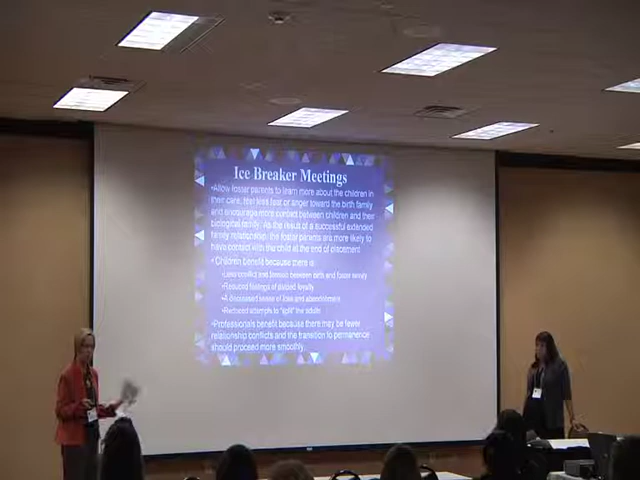 Ice Breaker Meetings
•Allow foster parents to learn more about the children in
their care, feel less fear or anger toward the birth family
and encourage more contact between children and their
biological family. As the result of a successful extended
family relationship, the foster parents are more likely to
have contact with the child at the end of placement
•Children benefit because there is:
•Less conflict and tension between birth and foster family
•Reduced feelings of divided loyalty
•A decreased sense of loss and abandonment
•Reduced attempts to "split" the adults
•Professionals benefit because there may be fewer
relationship conflicts and the transition to permanence
should proceed more smoothly.